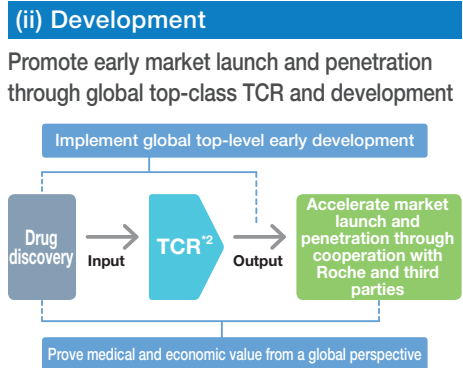 (ii) Development
Promote early market launch and penetration
through global top-class TCR and development
Implement global top-level early development
Drug
discovery
Input
TCR*2
Output
Accelerate market
launch and
penetration through
cooperation with
Roche and third
parties
Prove medical and economic value from a global perspective